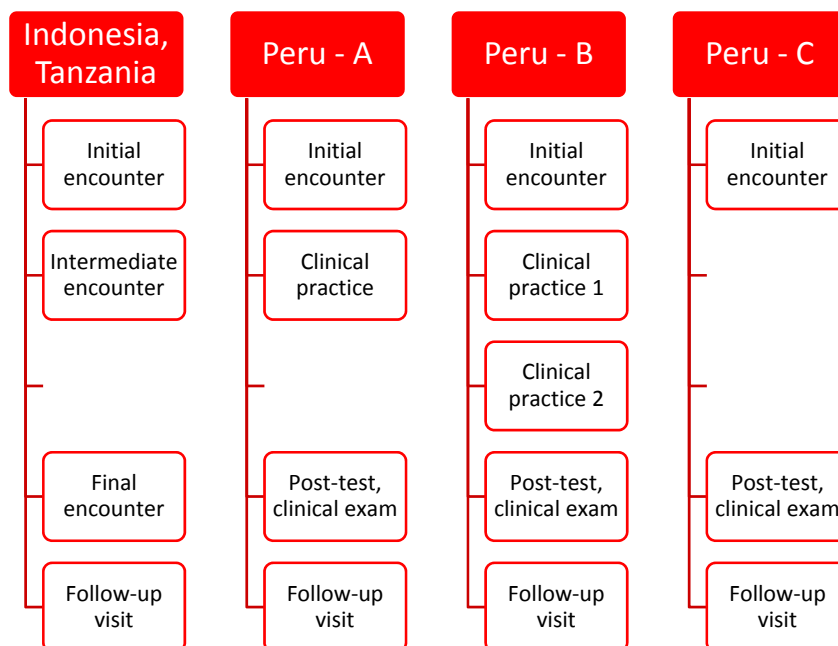 Indonesia,
Tanzania
Initial
encounter
Intermediate
encounter
Final
encounter
Follow-up
visit
Peru - A
Initial
encounter
Clinical
practice
Post-test,
clinical exam
Follow-up
visit
Peru - B
Initial
encounter
Clinical
practice 1
Clinical
practice 2
Post-test,
clinical exam
Follow-up
visit
Peru - C
Initial
encounter
Post-test,
clinical exam
Follow-up
visit